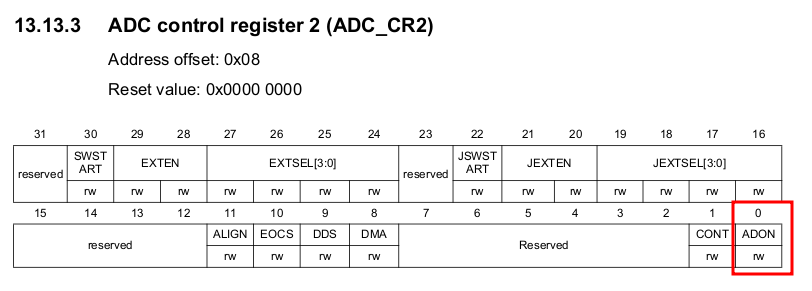 13.13.3 ADC control register 2 (ADC_CR2)
Address offset: 0x08
Reset value: 0x0000 0000
31 30 29 28 27 26 25 24 23 22 21 20 19 18 17 16
reserved SWST ART EXTEN EXTSEL[3:0] reserved JSWST ART JEXTEN JEXTSEL[3:0]
rw rw rw rw rw rw rw rw rw rw rw rw rw rw
15 14 13 12 11 10 9 8 7 6 5 4 3 2 1 0
reserved ALIGN EOCS DDS DMA Reserved CONT ADON
rw rw rw rw rw rw